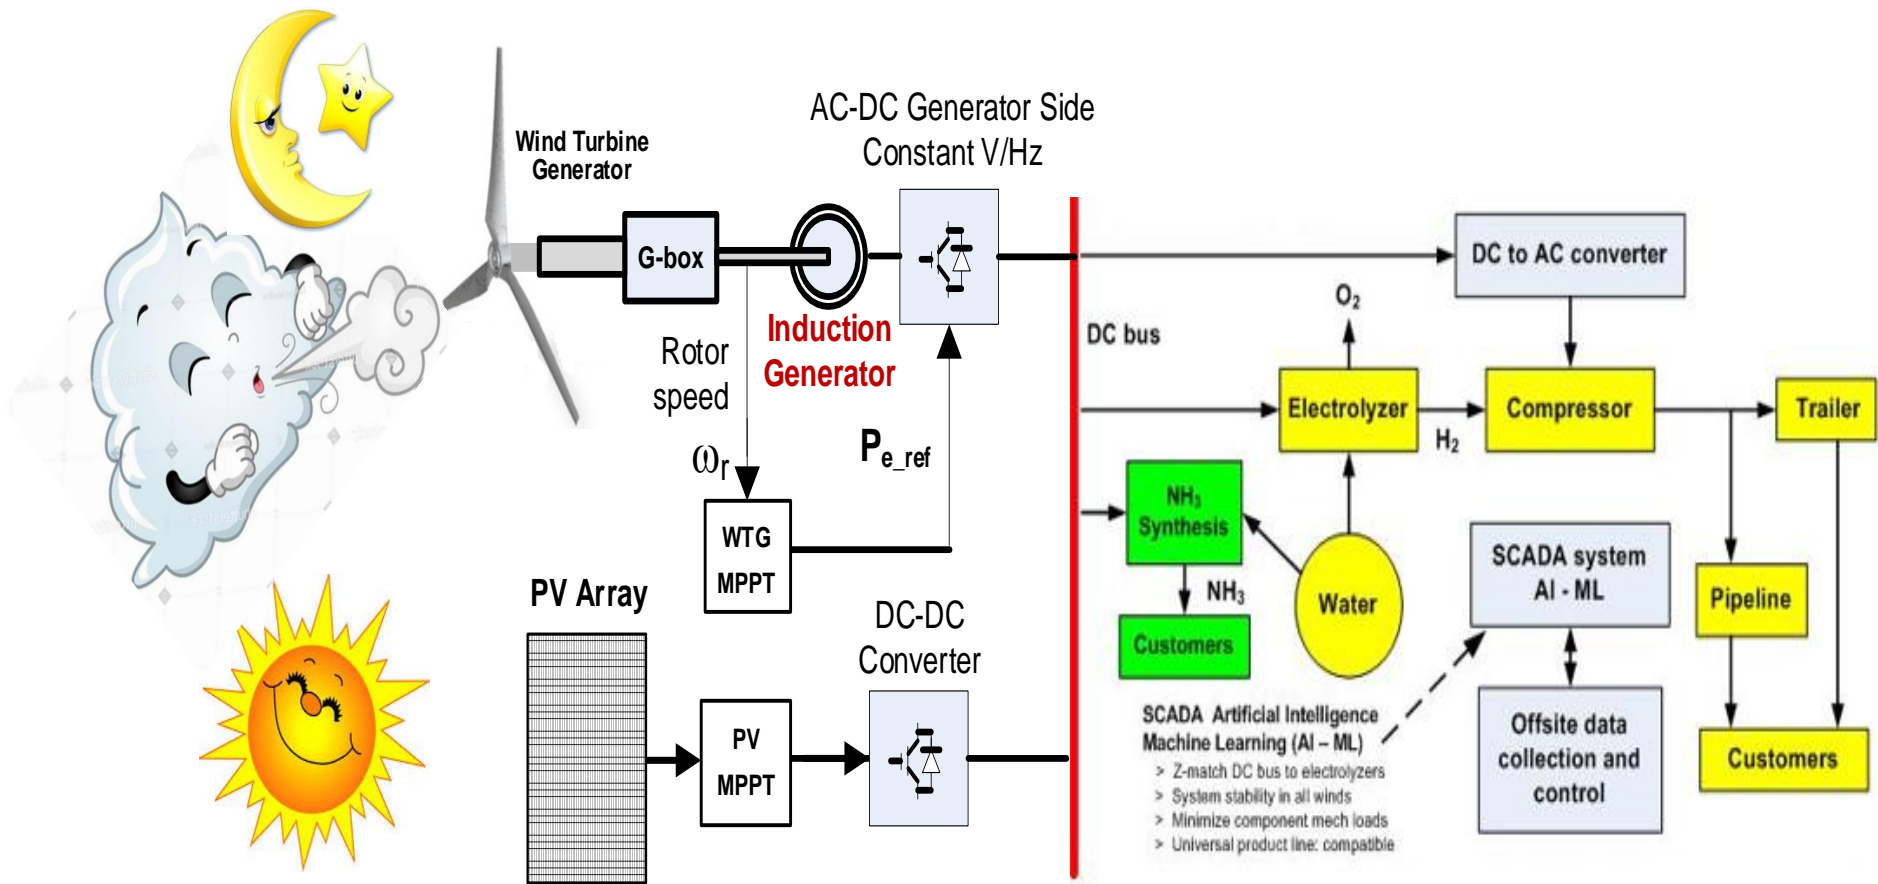 Wind Turbine
Generator
AC-DC Generator Side
Constant V/Hz
G-box
Induction
Generator
Rotor
speed
ωr
Pe_ref
WTG
MPPT
PV Array
PV
MPPT
DC-DC
Converter
DC bus
DC to AC converter
O2
Electrolyzer
H2
Compressor
Trailer
NH3
Synthesis
NH3
Customers
Water
SCADA system
AI - ML
Pipeline
Offsite data
collection and
control
Customers
SCADA Artificial Intelligence
Machine Learning (AI – ML)
> Z-match DC bus to electrolyzers
> System stability in all winds
> Minimize component mech loads
> Universal product line: compatible